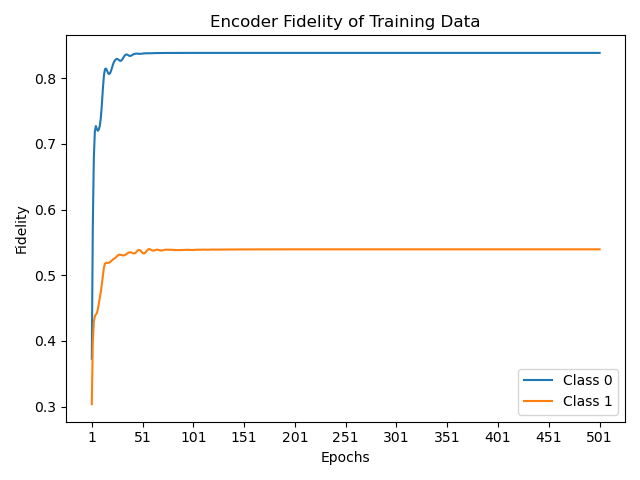 Encoder Fidelity of Training Data
Fidelity
0.8
0.7
0.6
0.5
0.4
0.3
Class 0
Class 1
1 51 101 151 201 251 301 351 401 451 501
Epochs